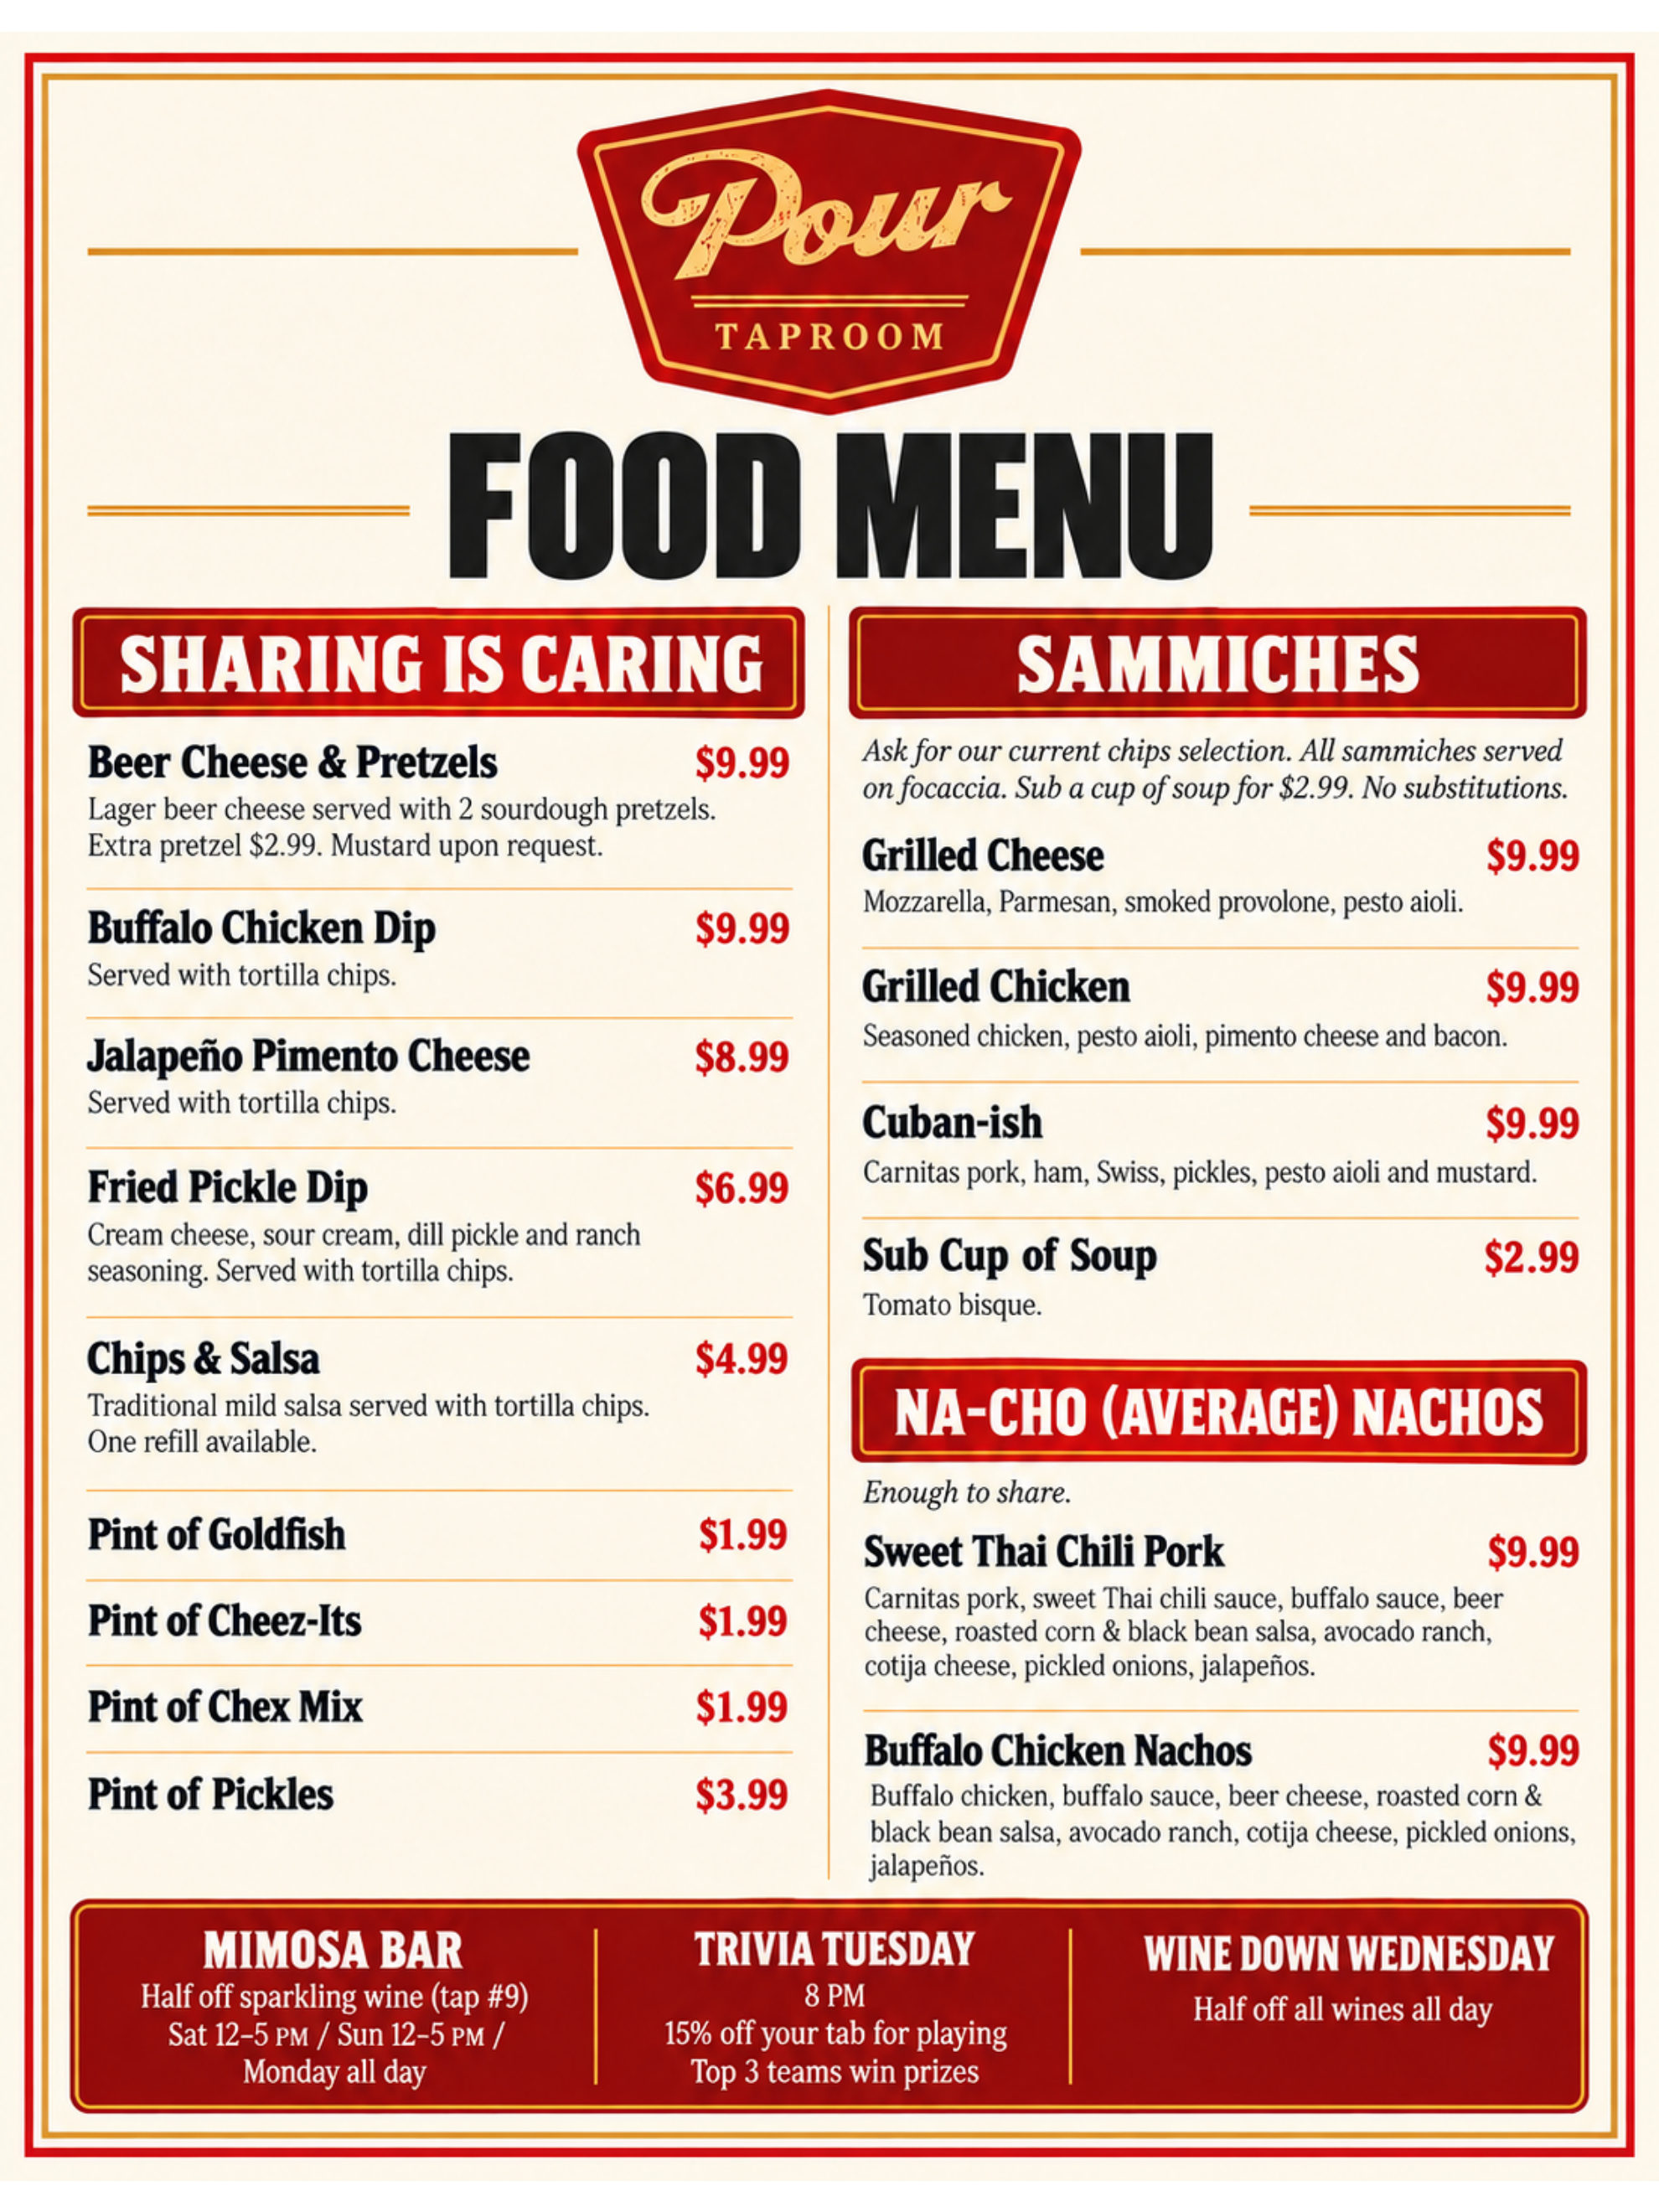 Pour
TAPROOM
FOOD MENU
SHARING IS CARING
Beer Cheese & Pretzels $9.99
Lager beer cheese served with 2 sourdough pretzels.
Extra pretzel $2.99. Mustard upon request.
Buffalo Chicken Dip $9.99
Served with tortilla chips.
Jalapeño Pimento Cheese $8.99
Served with tortilla chips.
Fried Pickle Dip $6.99
Cream cheese, sour cream, dill pickle and ranch
seasoning. Served with tortilla chips.
Chips & Salsa $4.99
Traditional mild salsa served with tortilla chips.
One refill available.
Pint of Goldfish $1.99
Pint of Cheez-Its $1.99
Pint of Chex Mix $1.99
Pint of Pickles $3.99
SAMMICHES
Ask for our current chips selection. All sammiches served
on focaccia. Sub a cup of soup for $2.99. No substitutions.
Grilled Cheese $9.99
Mozzarella, Parmesan, smoked provolone, pesto aioli.
Grilled Chicken $9.99
Seasoned chicken, pesto aioli, pimento cheese and bacon.
Cuban-ish $9.99
Carnitas pork, ham, Swiss, pickles, pesto aioli and mustard.
Sub Cup of Soup $2.99
Tomato bisque.
NA-CHO (AVERAGE) NACHOS
Enough to share.
Sweet Thai Chili Pork $9.99
Carnitas pork, sweet Thai chili sauce, buffalo sauce, beer
cheese, roasted corn & black bean salsa, avocado ranch,
cotija cheese, pickled onions, jalapeños.
Buffalo Chicken Nachos $9.99
Buffalo chicken, buffalo sauce, beer cheese, roasted corn &
black bean salsa, avocado ranch, cotija cheese, pickled onions,
jalapeños.
MIMOSA BAR
Half off sparkling wine (tap #9)
Sat 12–5 PM / Sun 12–5 PM /
Monday all day
TRIVIA TUESDAY
8 PM
15% off your tab for playing
Top 3 teams win prizes
WINE DOWN WEDNESDAY
Half off all wines all day